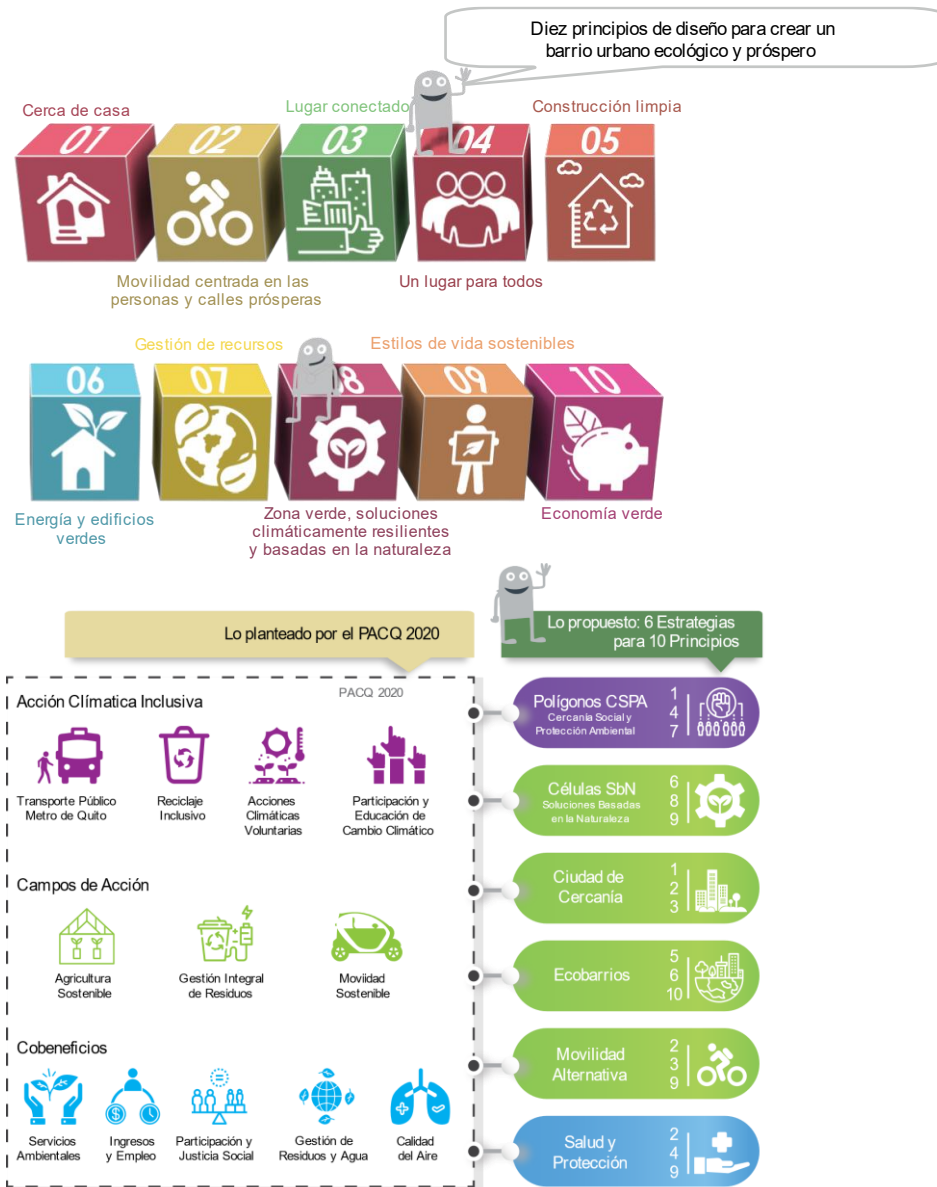 Diez principios de diseño para crear un
barrio urbano ecológico y próspero
Cerca de casa
Lugar conectado
Construcción limpia
01
02
03
04
05
Movilidad centrada en las
personas y calles prósperas
Un lugar para todos
Gestión de recursos
Estilos de vida sostenibles
06
07
8
09
10
Energía y edificios
verdes
Zona verde, soluciones
climáticamente resilientes
y basadas en la naturaleza
Economía verde
Lo planteado por el PACQ 2020
Lo propuesto: 6 Estrategias
para 10 Principios
PACQ 2020
Acción Clímatica Inclusiva
Transporte Público
Metro de Quito
Reciclaje
Inclusivo
Acciones
Climáticas
Voluntarias
Participación y
Educación de
Cambio Climático
Campos de Acción
Agricultura
Sostenible
Gestión Integral
de Residuos
Moviidad
Sostenible
Cobeneficios
Servicios
Ambientales
Ingresos
y Empleo
Participación y
Justicia Social
Gestión de
Residuos y Agua
Calidad
del Aire
Polígonos CSPA
Cercanía Social y
Protección Ambiental
1
4
7
Células SbN
Soluciones Basadas
en la Naturaleza
6
8
9
Ciudad de
Cercanía
1
2
3
Ecobarrios
5
6
10
Movilidad
Alternativa
2
3
9
Salud y
Protección
2
4
9